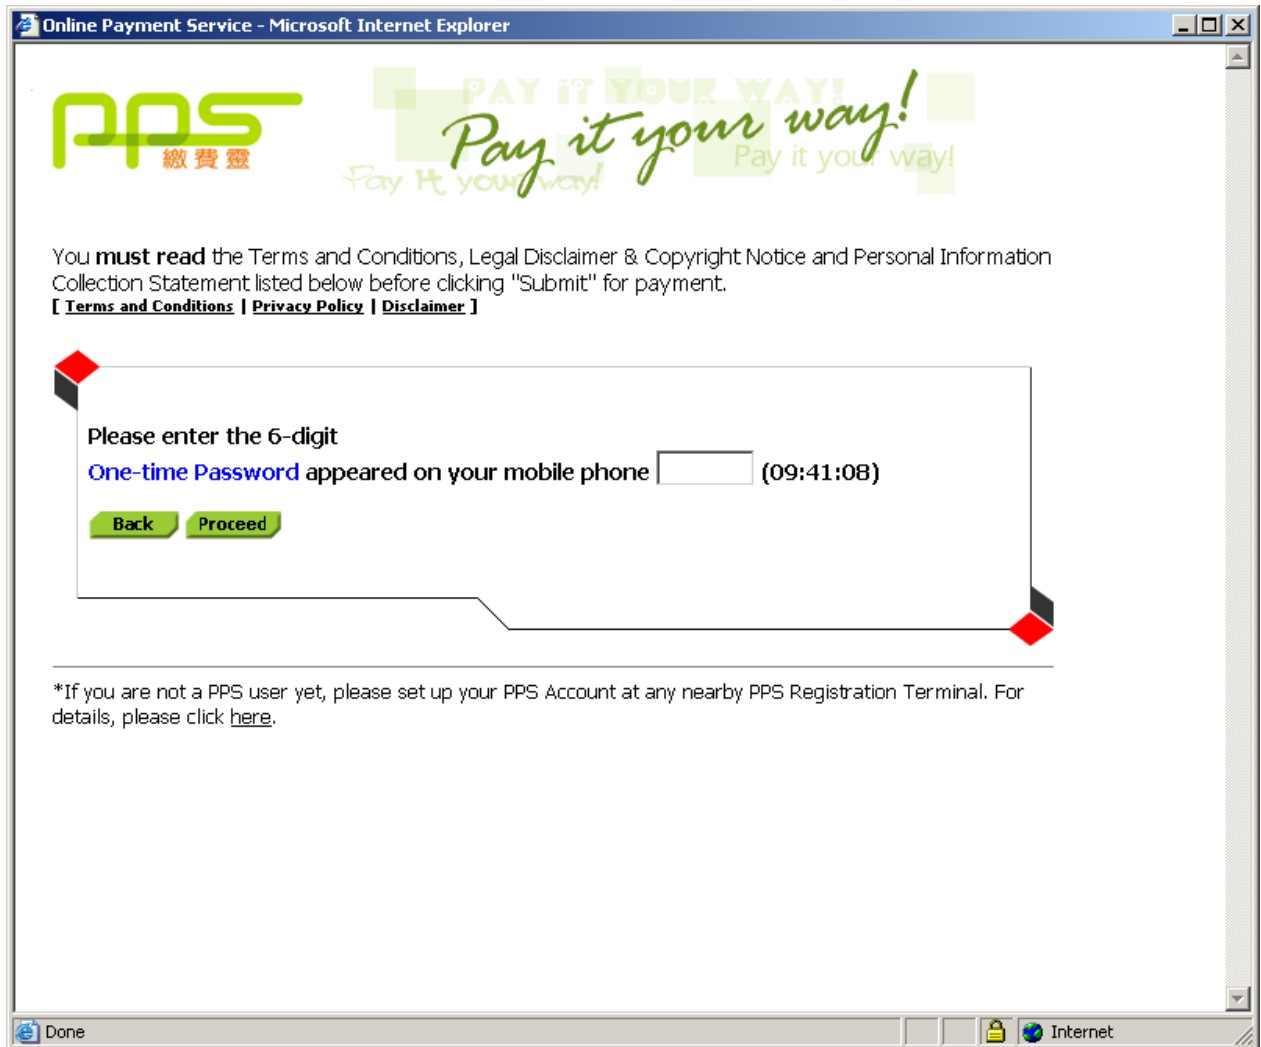 Online Payment Service - Microsoft Internet Explorer
pps
繳費靈
PAY IT YOUR WAY!
Pay it your way!
Pay it your way!
Pay it your way!
You must read the Terms and Conditions, Legal Disclaimer & Copyright Notice and Personal Information
Collection Statement listed below before clicking "Submit" for payment.
[ Terms and Conditions | Privacy Policy | Disclaimer ]
Please enter the 6-digit
One-time Password appeared on your mobile phone (09:41:08)
Back Proceed
*If you are not a PPS user yet, please set up your PPS Account at any nearby PPS Registration Terminal. For
details, please click here.
Done Internet